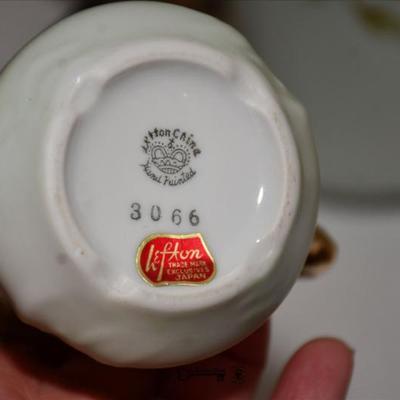 Lefton China
Hand Painted
3066
Lefton
TRADE MARK
EXCLUSIVES
JAPAN